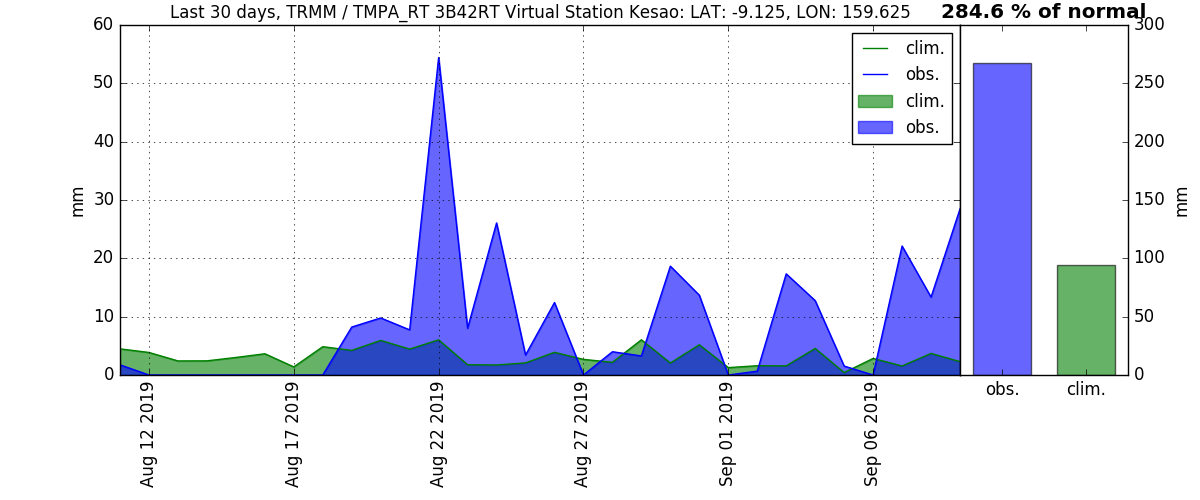 Last 30 days, TRMM / TMPA_RT 3B42RT Virtual Station Kesao: LAT: -9.125, LON: 159.625
284.6 % of normal
60
50
40
30
20
10
0
mm
clim.
obs.
clim.
obs.
300
250
200
150
100
50
0
mm
Aug 12 2019
Aug 17 2019
Aug 22 2019
Aug 27 2019
Sep 01 2019
Sep 06 2019
obs.
clim.